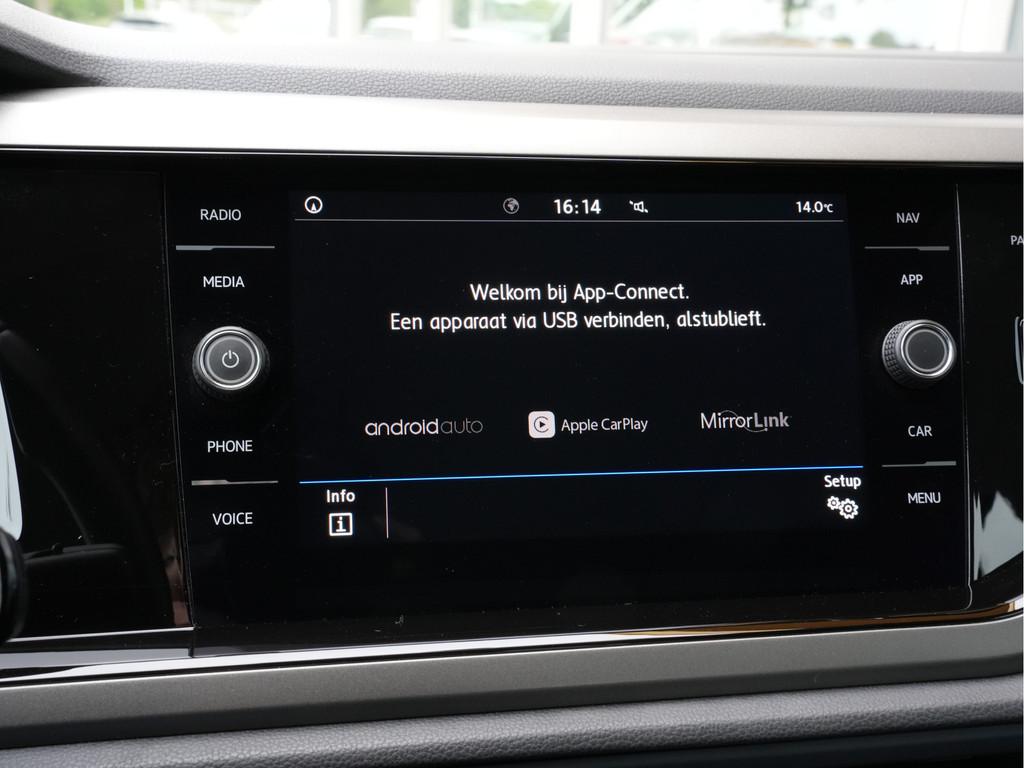 RADIO
MEDIA
PHONE
VOICE
16:14
14.0°C
Welkom bij App-Connect.
Een apparaat via USB verbinden, alstublieft.
androidauto
Apple CarPlay
MirrorLink
Info
i
Setup
NAV
APP
CAR
MENU
PA